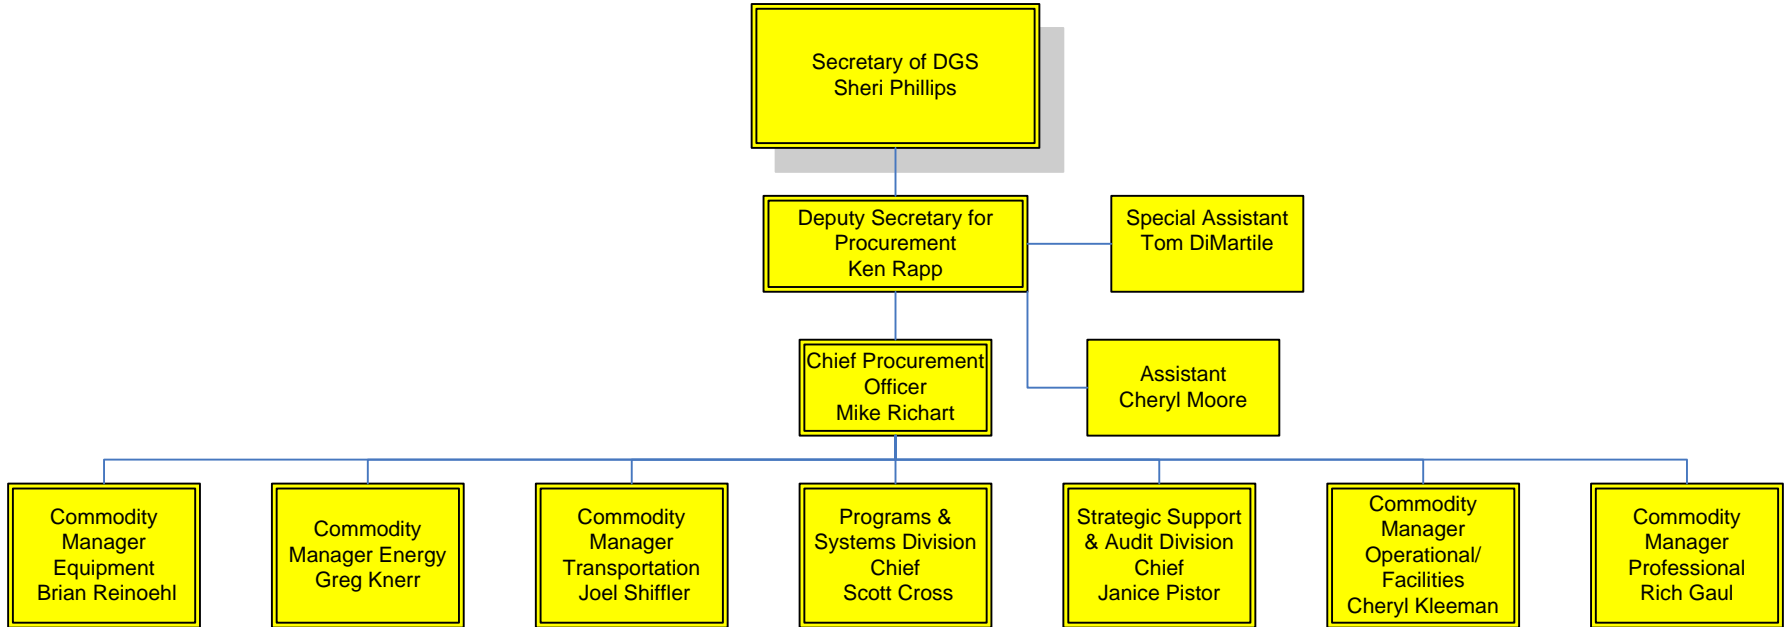 Secretary of DGS
Sheri Phillips
Deputy Secretary for
Procurement
Ken Rapp
Special Assistant
Tom DiMartile
Chief Procurement
Officer
Mike Richart
Assistant
Cheryl Moore
Commodity
Manager
Equipment
Brian Reinoehl
Commodity
Manager Energy
Greg Knerr
Commodity
Manager
Transportation
Joel Shiffler
Programs &
Systems Division
Chief
Scott Cross
Strategic Support
& Audit Division
Chief
Janice Pistor
Commodity
Manager
Operational/
Facilities
Cheryl Kleeman
Commodity
Manager
Professional
Rich Gaul